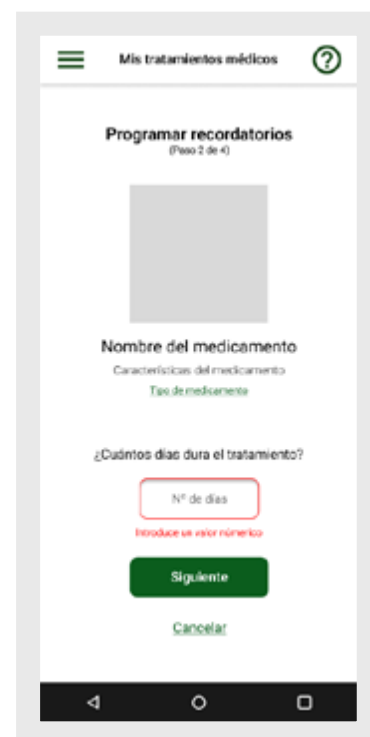 Mis tratamientos médicos
Programar recordatorios
(Paso 2 de 4)
Nombre del medicamento
Características del medicamento
Tipo de medicamento
¿Cuántos días dura el tratamiento?
Nº de días
Introduce un valor númerico
Siguiente
Cancelar